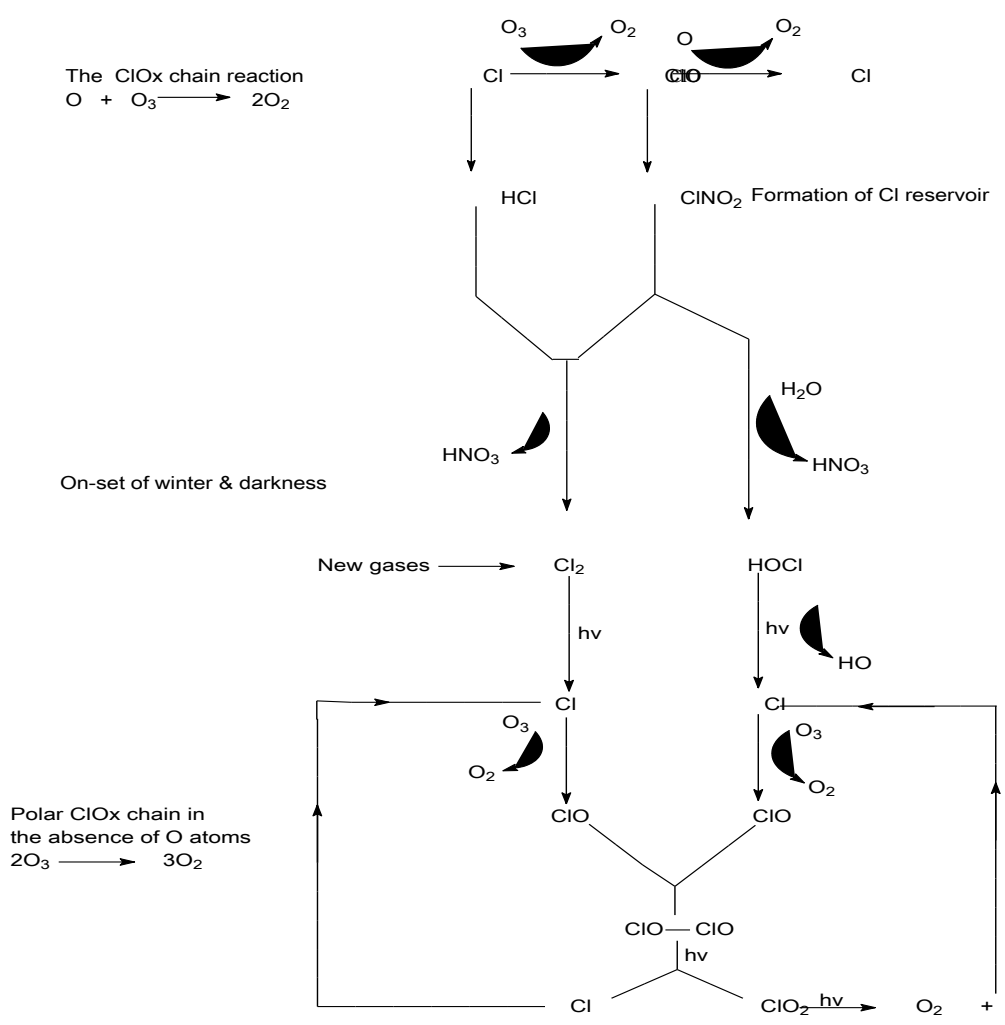 O₃ O₂ O O₂
The ClOx chain reaction
Cl ClO Cl
O + O₃ 2O₂
HCl ClNO₂ Formation of Cl reservoir
H₂O
HNO₃ HNO₃
On-set of winter & darkness
New gases Cl₂ HOCl
hv hv
HO
Cl Cl
O₃ O₃
O₂ O₂
Polar ClOx chain in
the absence of O atoms
2O₃ 3O₂
ClO ClO
ClO ClO
hv
Cl ClO₂ hv O₂ +